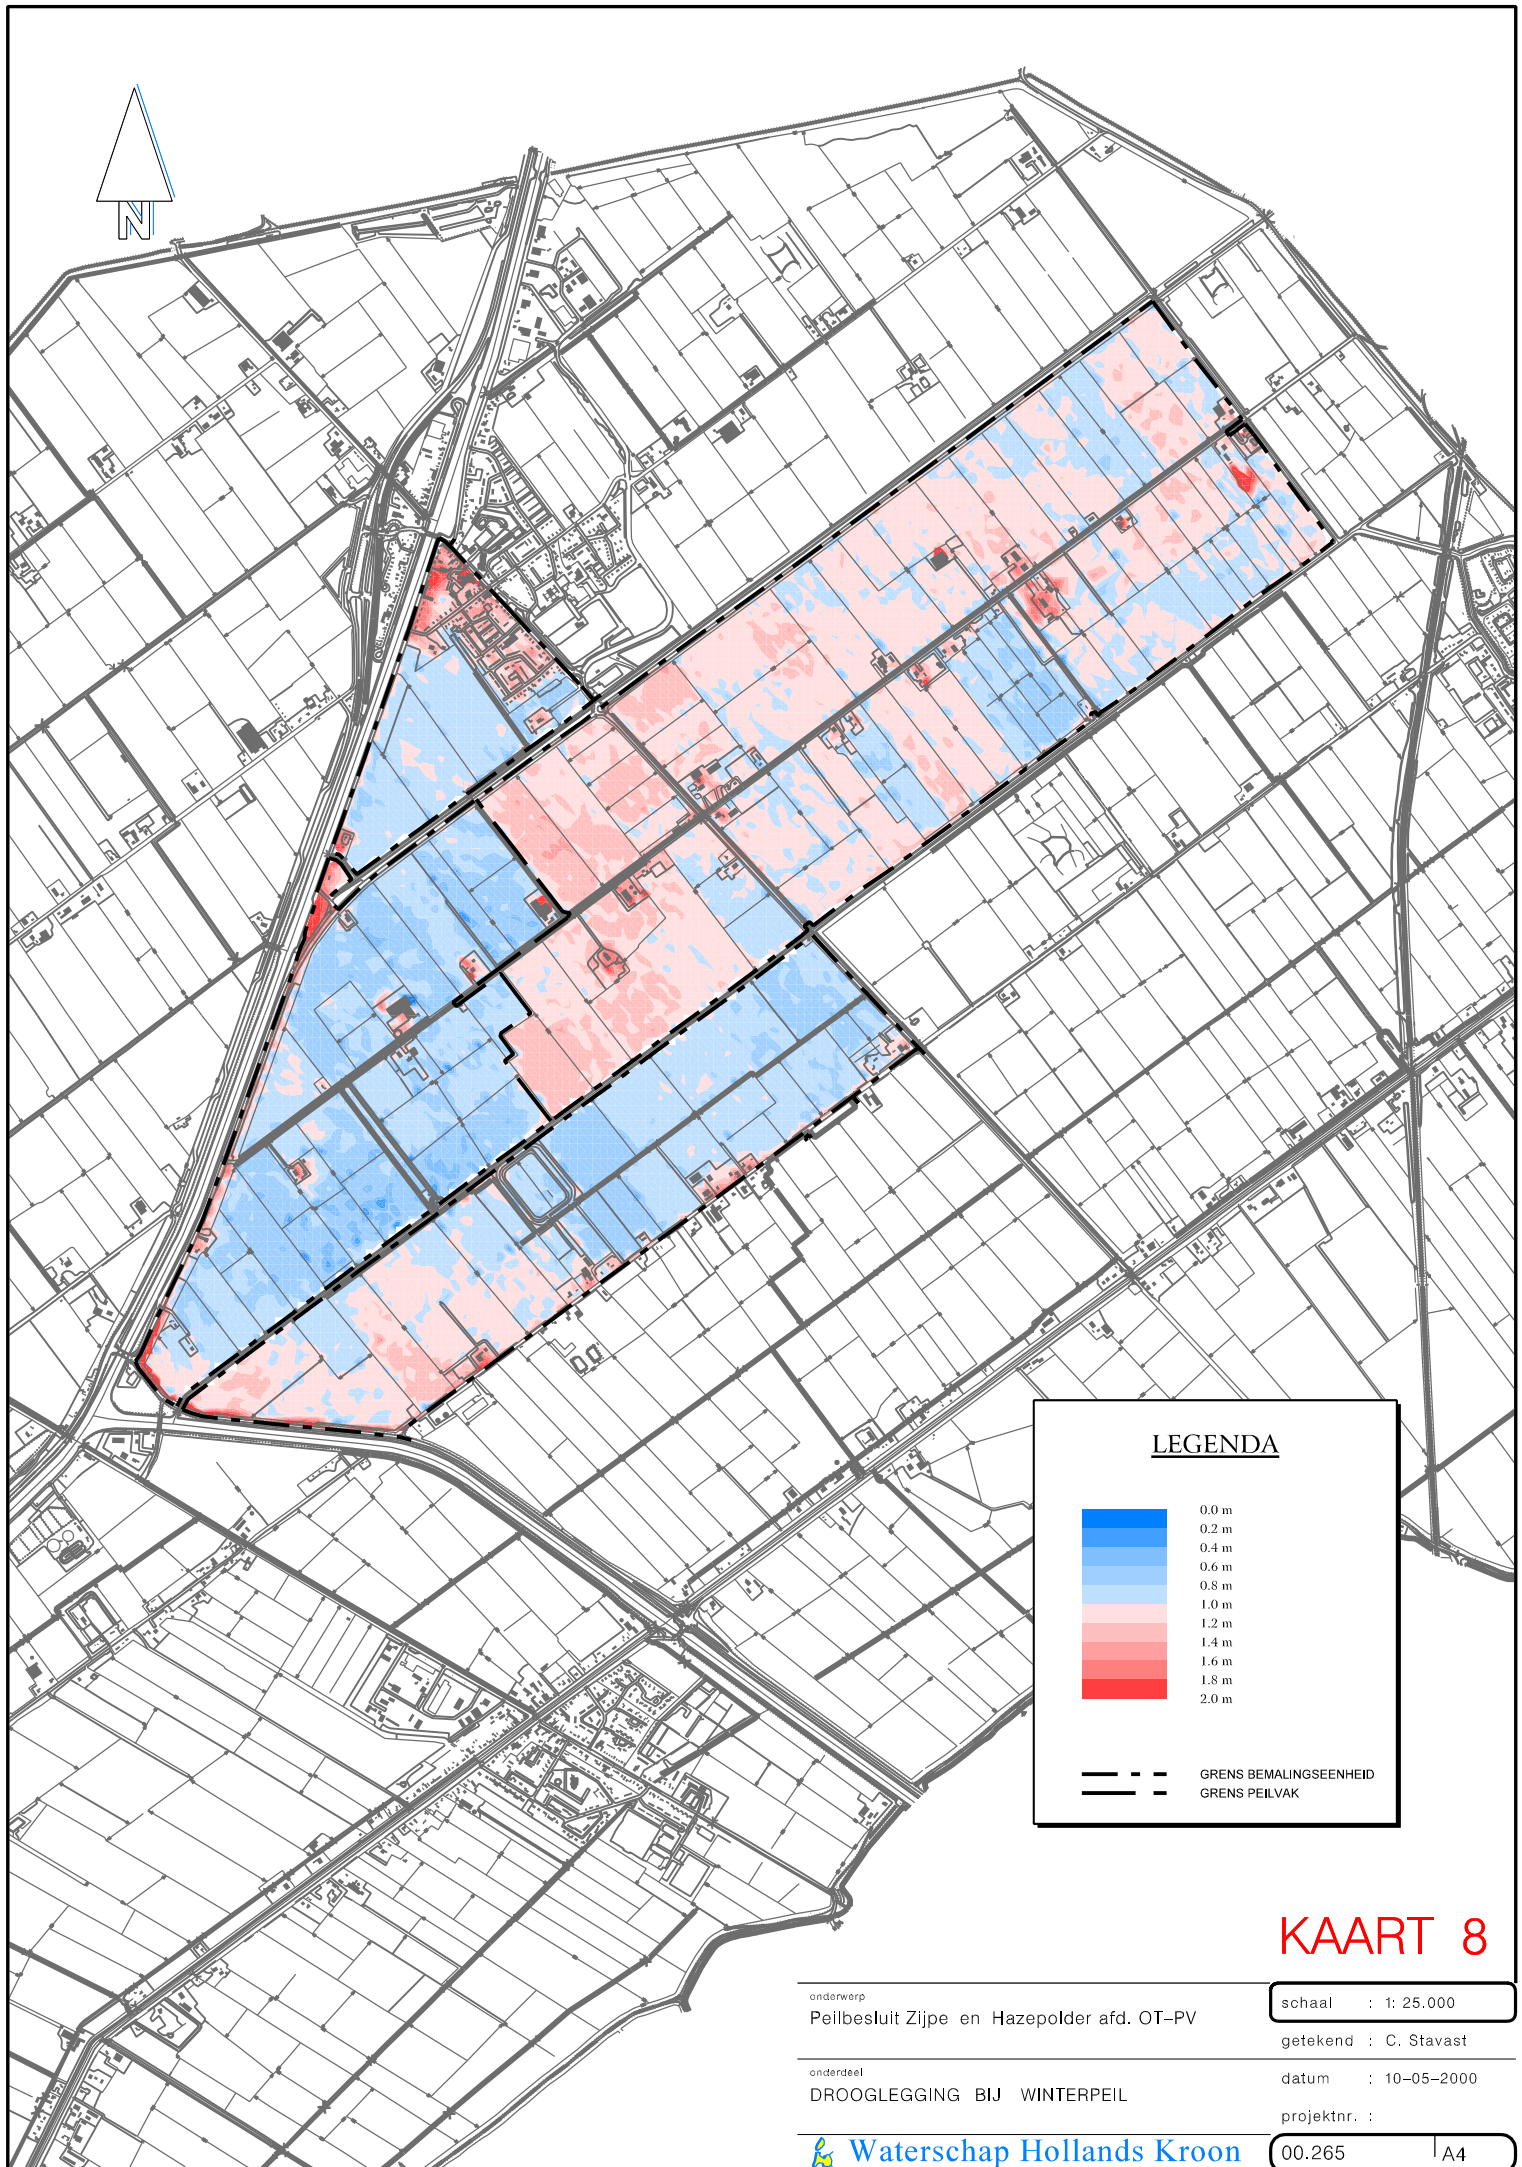 N
LEGENDA
0.0 m
0.2 m
0.4 m
0.6 m
0.8 m
1.0 m
1.2 m
1.4 m
1.6 m
1.8 m
2.0 m
GRENS BEMALINGSEENHEID
GRENS PEILVAK
KAART 8
onderwerp
Peilbesluit Zijpe en Hazepolder afd. OT-PV
schaal : 1: 25.000
getekend : C. Stavast
onderdeel
DROOGLEGGING BIJ WINTERPEIL
datum : 10-05-2000
projektnr. :
Waterschap Hollands Kroon
00.265 A4